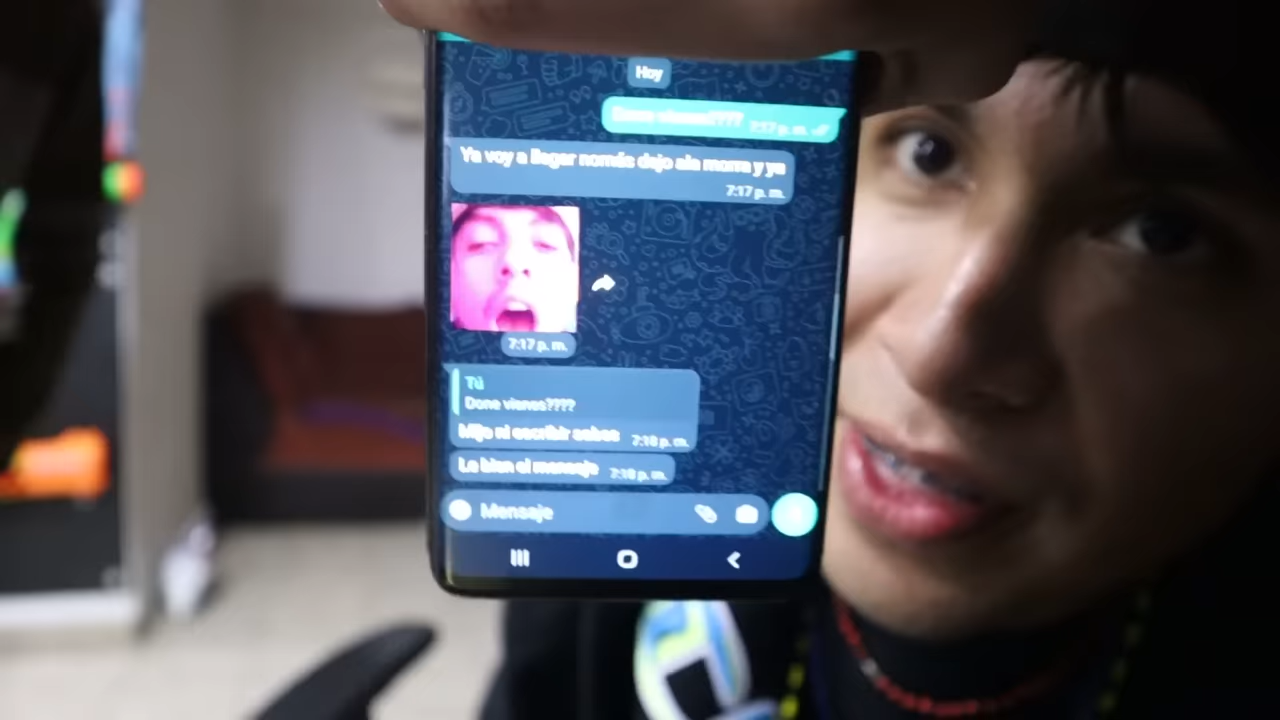 Hoy
Done vienes???? 7:17 p. m.
Ya voy a llegar nomás dejo ala morra y ya
7:17 p. m.
7:17 p. m.
Tú
Done vienes????
Mijo ni escribir sabes 7:18 p. m.
Lo bien el mensaje 7:18 p. m.
Mensaje